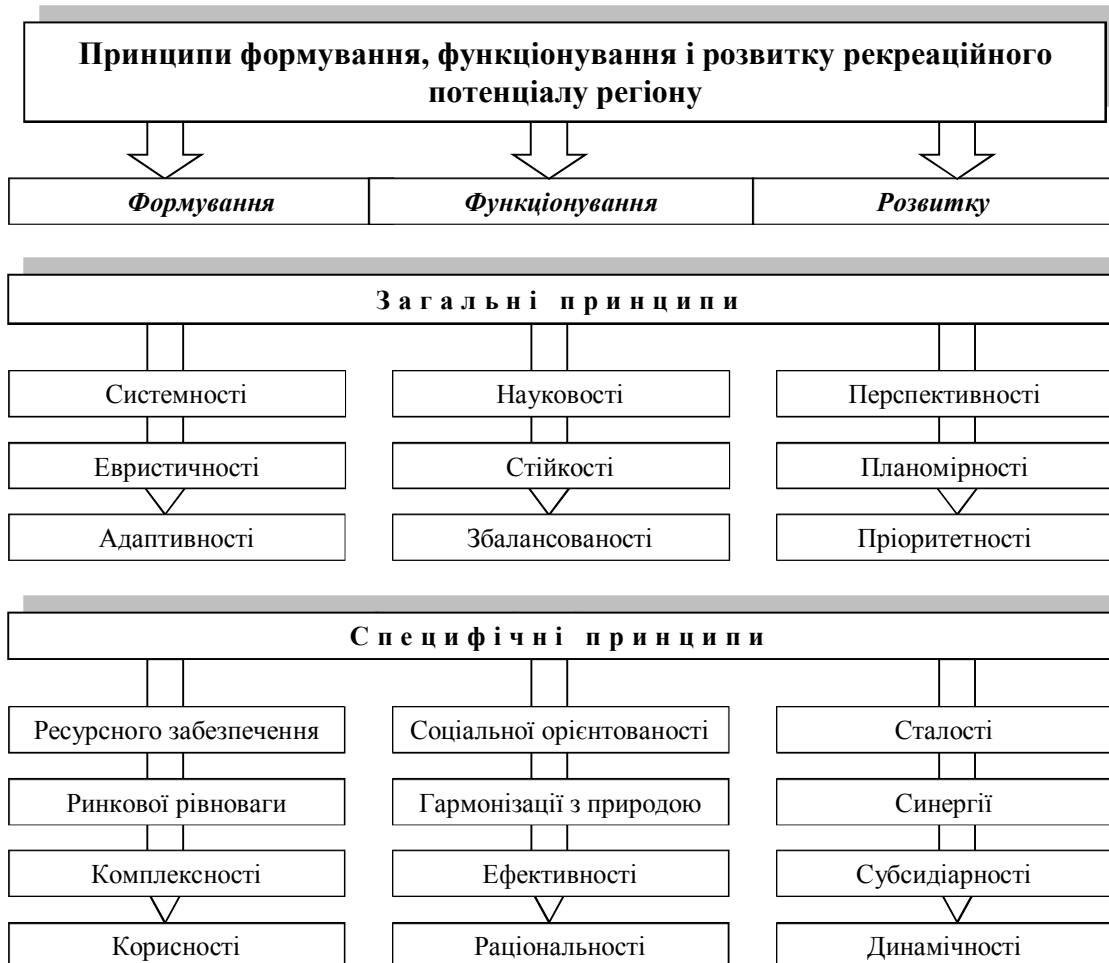 Принципи формування, функціонування і розвитку рекреаційного
потенціалу регіону
Формування Функціонування Розвитку
Загальні принципи
Системності Науковості Перспективності
Евристичності Стійкості Планомірності
Адаптивності Збалансованості Пріоритетності
Специфічні принципи
Ресурсного забезпечення Соціальної орієнтованості Сталості
Ринкової рівноваги Гармонізації з природою Синергії
Комплексності Ефективності Субсидіарності
Корисності Раціональності Динамічності